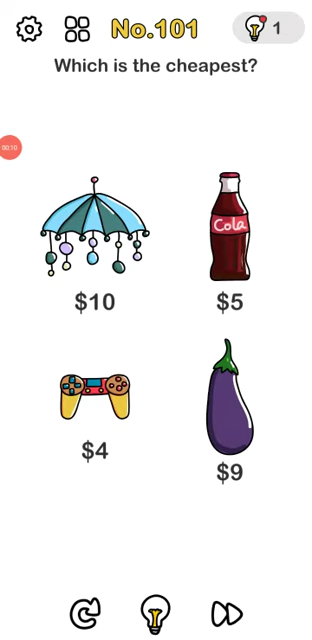 No.101
1
Which is the cheapest?
00:10
Cola
$10
$5
$4
$9